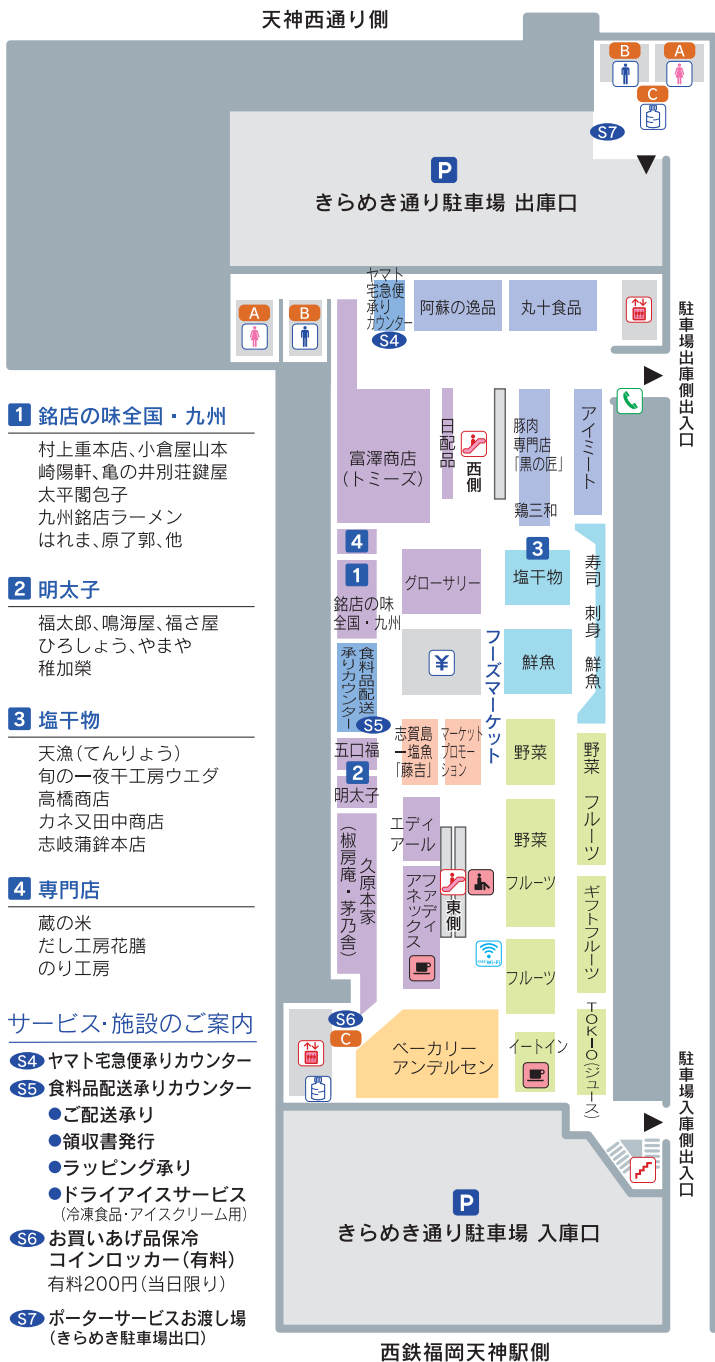 天神西通り側
B
A
C
S7
P
きらめき通り駐車場 出庫口
A
B
ヤマト
宅急便
承り
カウンター
S4
阿蘇の逸品
丸十食品
駐車場出庫側出入口
1 銘店の味全国・九州
村上重本店、小倉屋山本
崎陽軒、亀の井別荘鍵屋
太平閣包子
九州銘店ラーメン
はれま、原了郭、他
2 明太子
福太郎、鳴海屋、福さ屋
ひろしょう、やまや
稚加榮
3 塩干物
天漁(てんりょう)
旬の一夜干工房ウエダ
高橋商店
カネ又田中商店
志岐蒲鉾本店
4 専門店
蔵の米
だし工房花膳
のり工房
富澤商店
(トミーズ)
日配品
西側
豚肉
専門店
「黒の匠」
鶏三和
アイミート
4
1
銘店の味
全国・九州
グローサリー
3
塩干物
寿司 刺身 鮮魚
食料品配送
承りカウンター
S5
¥
フーズマーケット
鮮魚
五口福
2
明太子
志賀島
一塩魚
「藤吉」
マーケット
プロモー
ション
野菜
野菜 フルーツ
エディ
アール
野菜
フルーツ
久原本家
(椒房庵・茅乃舎)
ファディ
アネックス
東側
FREE Wi-Fi
フルーツ
ギフトフルーツ
S6
C
ベーカリー
アンデルセン
イートイン
TOKIO(ジュース)
駐車場入庫側出入口
P
きらめき通り駐車場 入庫口
サービス・施設のご案内
S4 ヤマト宅急便承りカウンター
S5 食料品配送承りカウンター
●ご配送承り
●領収書発行
●ラッピング承り
●ドライアイスサービス
(冷凍食品・アイスクリーム用)
S6 お買いあげ品保冷
コインロッカー(有料)
有料200円(当日限り)
S7 ポーターサービスお渡し場
(きらめき駐車場出口)
西鉄福岡天神駅側